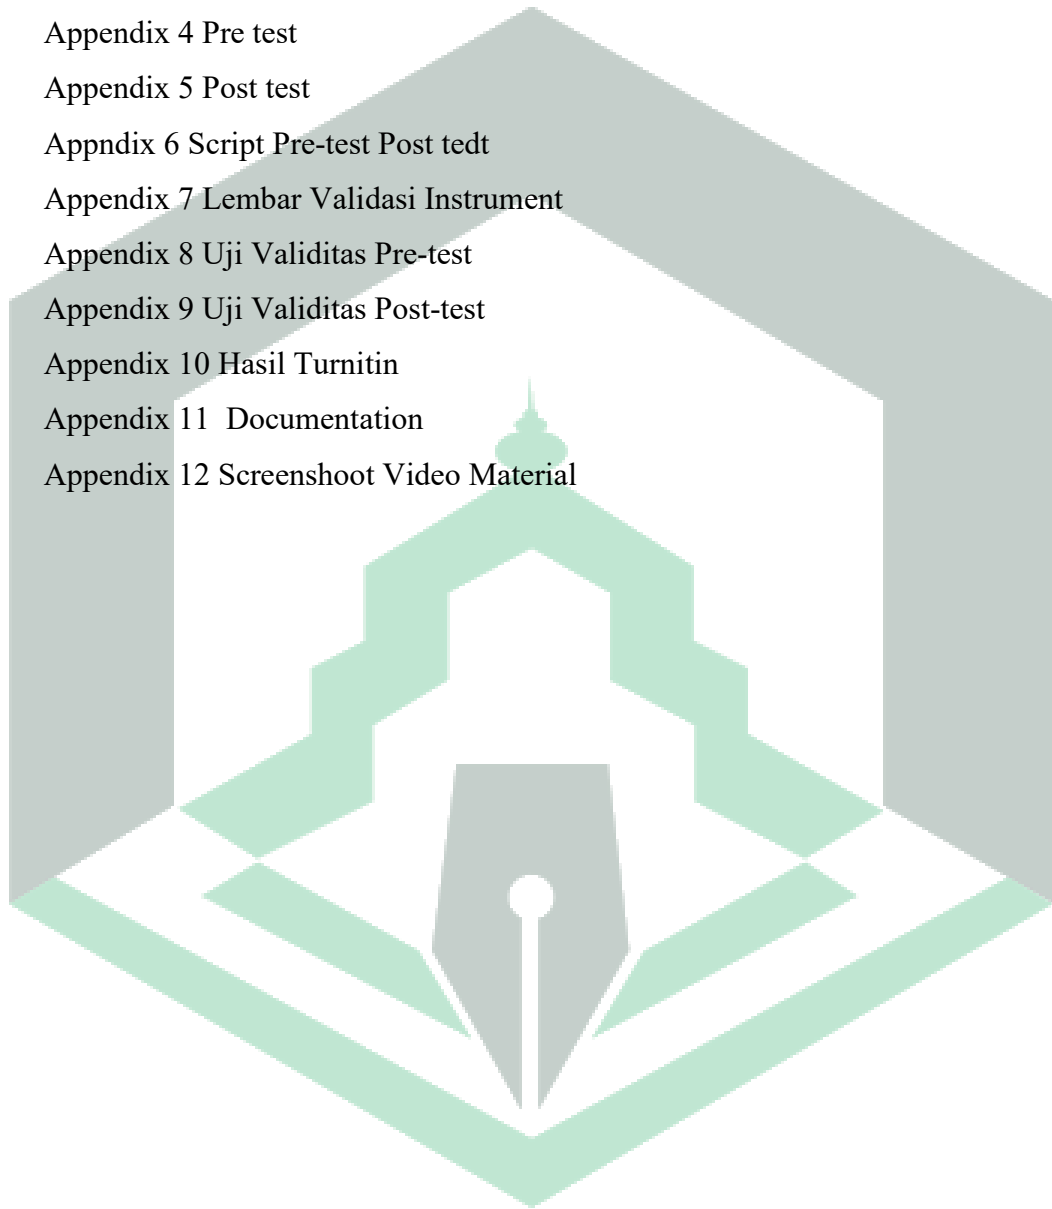 Appendix 4 Pre test
Appendix 5 Post test
Appndix 6 Script Pre-test Post tedt
Appendix 7 Lembar Validasi Instrument
Appendix 8 Uji Validitas Pre-test
Appendix 9 Uji Validitas Post-test
Appendix 10 Hasil Turnitin
Appendix 11  Documentation
Appendix 12 Screenshoot Video Material